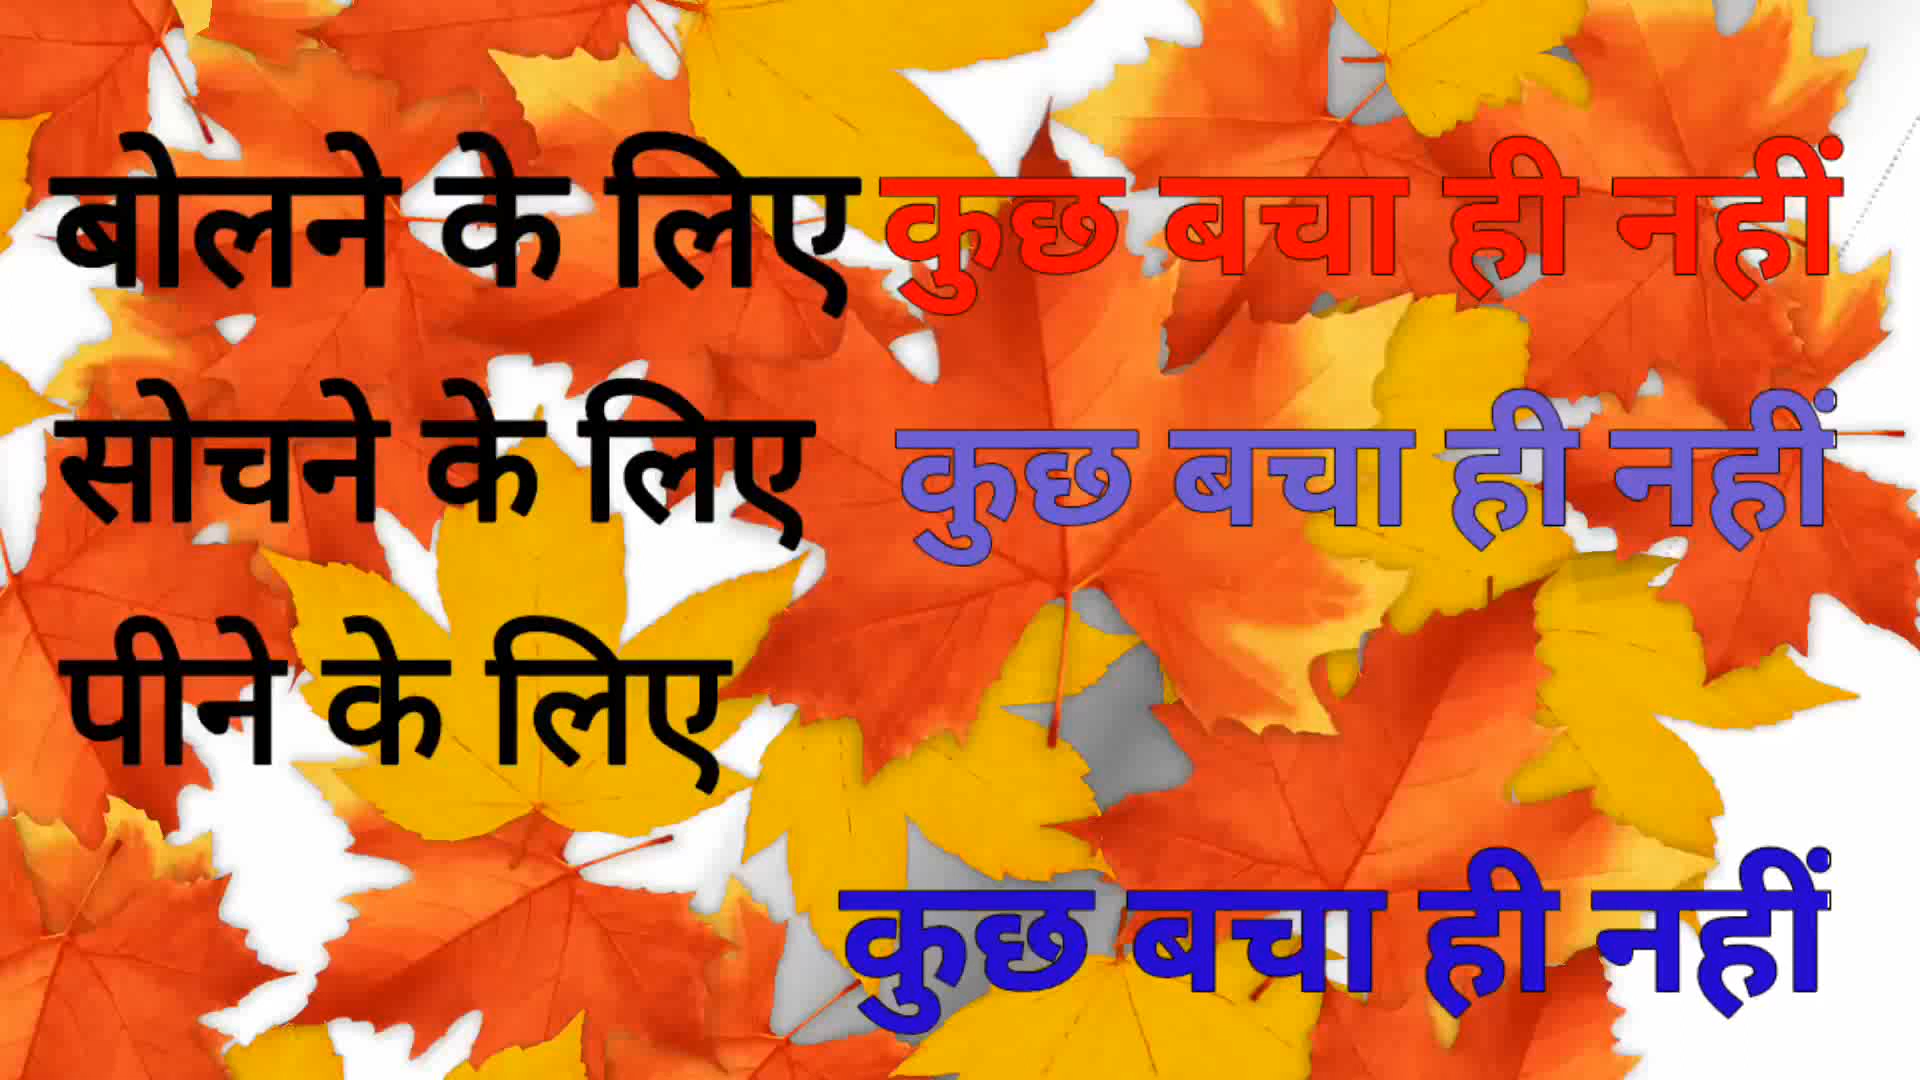 बोलने के लिए कुछ बचा ही नहीं
सोचने के लिए कुछ बचा ही नहीं
पीने के लिए
कुछ बचा ही नहीं